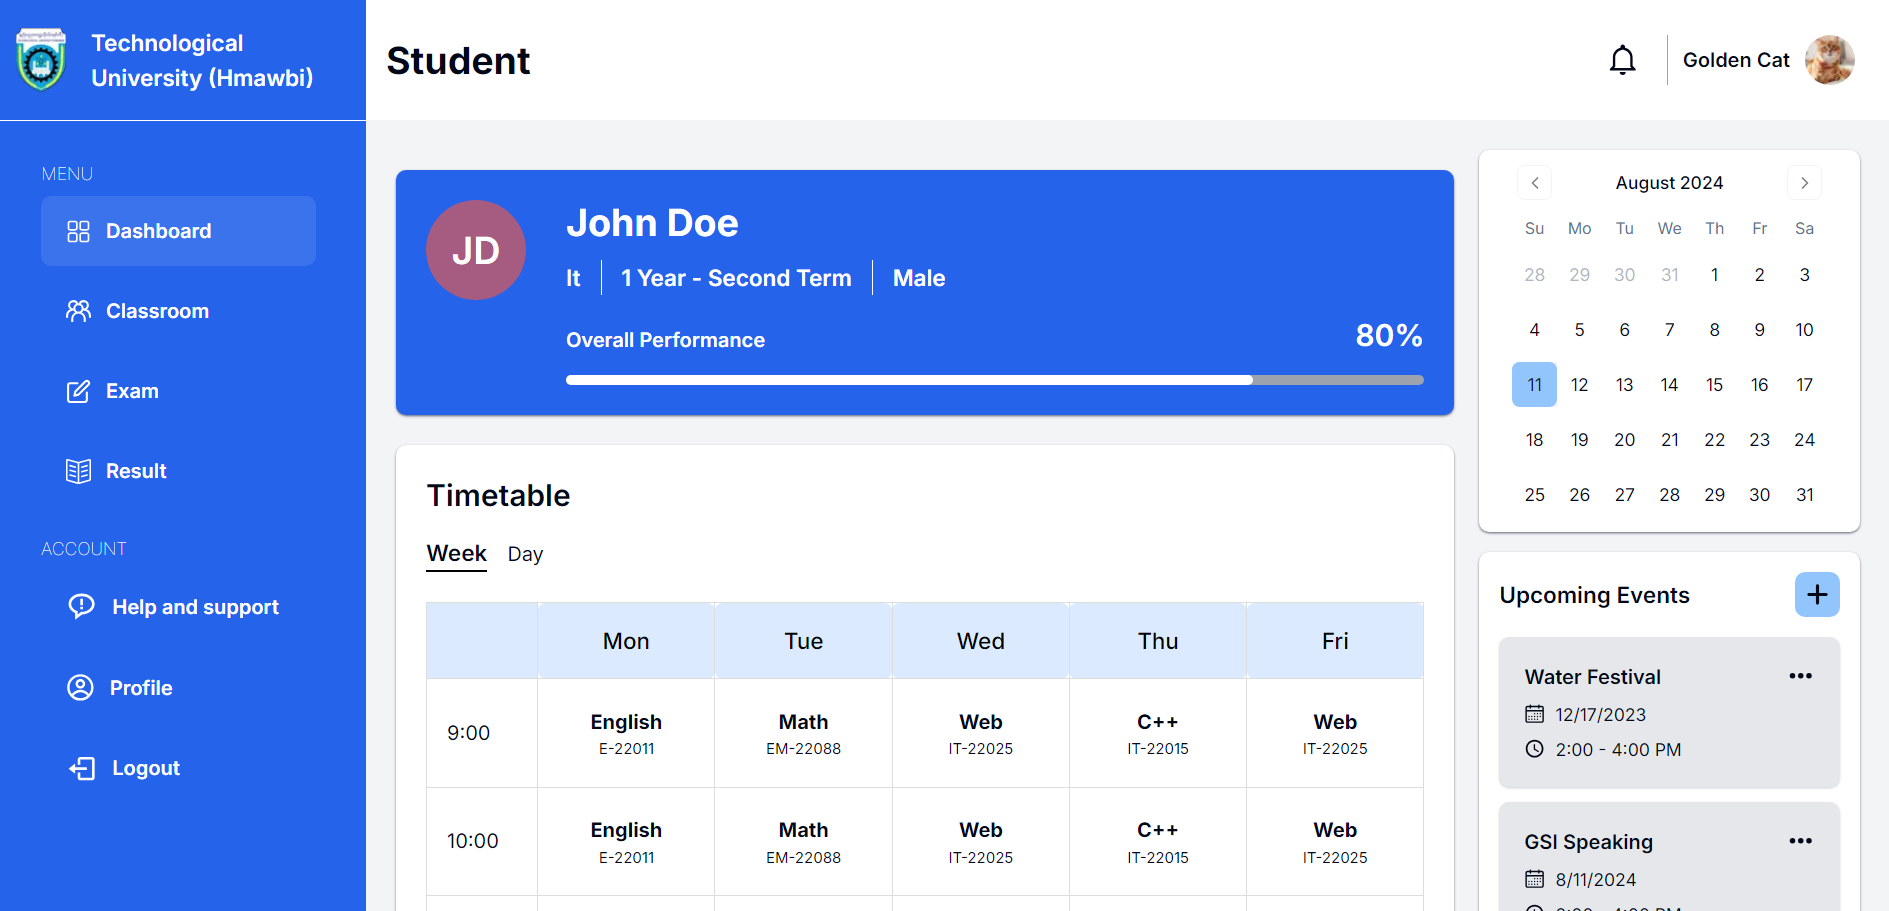 Technological
University (Hmawbi)
MENU
Dashboard
Classroom
Exam
Result
ACCOUNT
Help and support
Profile
Logout
Student
Golden Cat
JD
John Doe
It
1 Year - Second Term
Male
Overall Performance
80%
Timetable
Week
Day
Mon Tue Wed Thu Fri
9:00
English Math Web C++ Web
E-22011 EM-22088 IT-22025 IT-22015 IT-22025
10:00
English Math Web C++ Web
E-22011 EM-22088 IT-22025 IT-22015 IT-22025
August 2024
Su Mo Tu We Th Fr Sa
28 29 30 31 1 2 3
4 5 6 7 8 9 10
11 12 13 14 15 16 17
18 19 20 21 22 23 24
25 26 27 28 29 30 31
Upcoming Events
Water Festival
12/17/2023
2:00 - 4:00 PM
GSI Speaking
8/11/2024